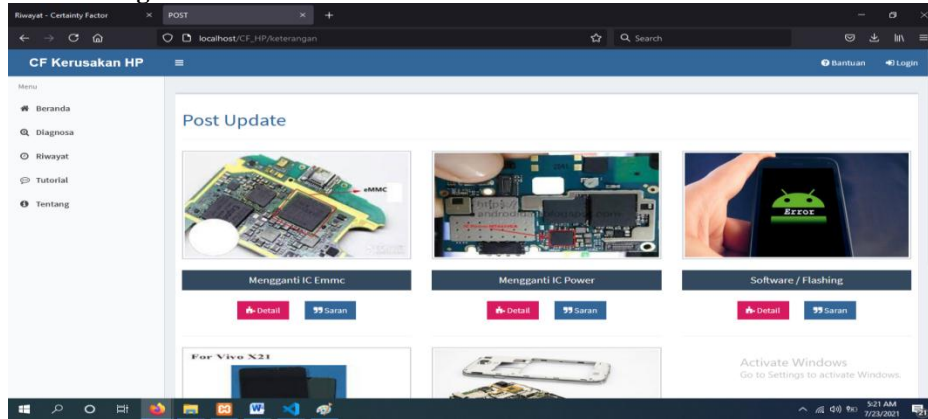 Riwayat - Certainty Factor
POST
localhost/CF_HP/keterangan
Search
CF Kerusakan HP
Bantuan
Login
Menu
Beranda
Diagnosa
Riwayat
Tutorial
Tentang
Post Update
eMMC
Error
Mengganti IC Emmc
Mengganti IC Power
Software / Flashing
Detail
Saran
Detail
Saran
Detail
Saran
For Vivo X21
Activate Windows
Go to Settings to activate Windows.
5:21 AM
7/23/2021